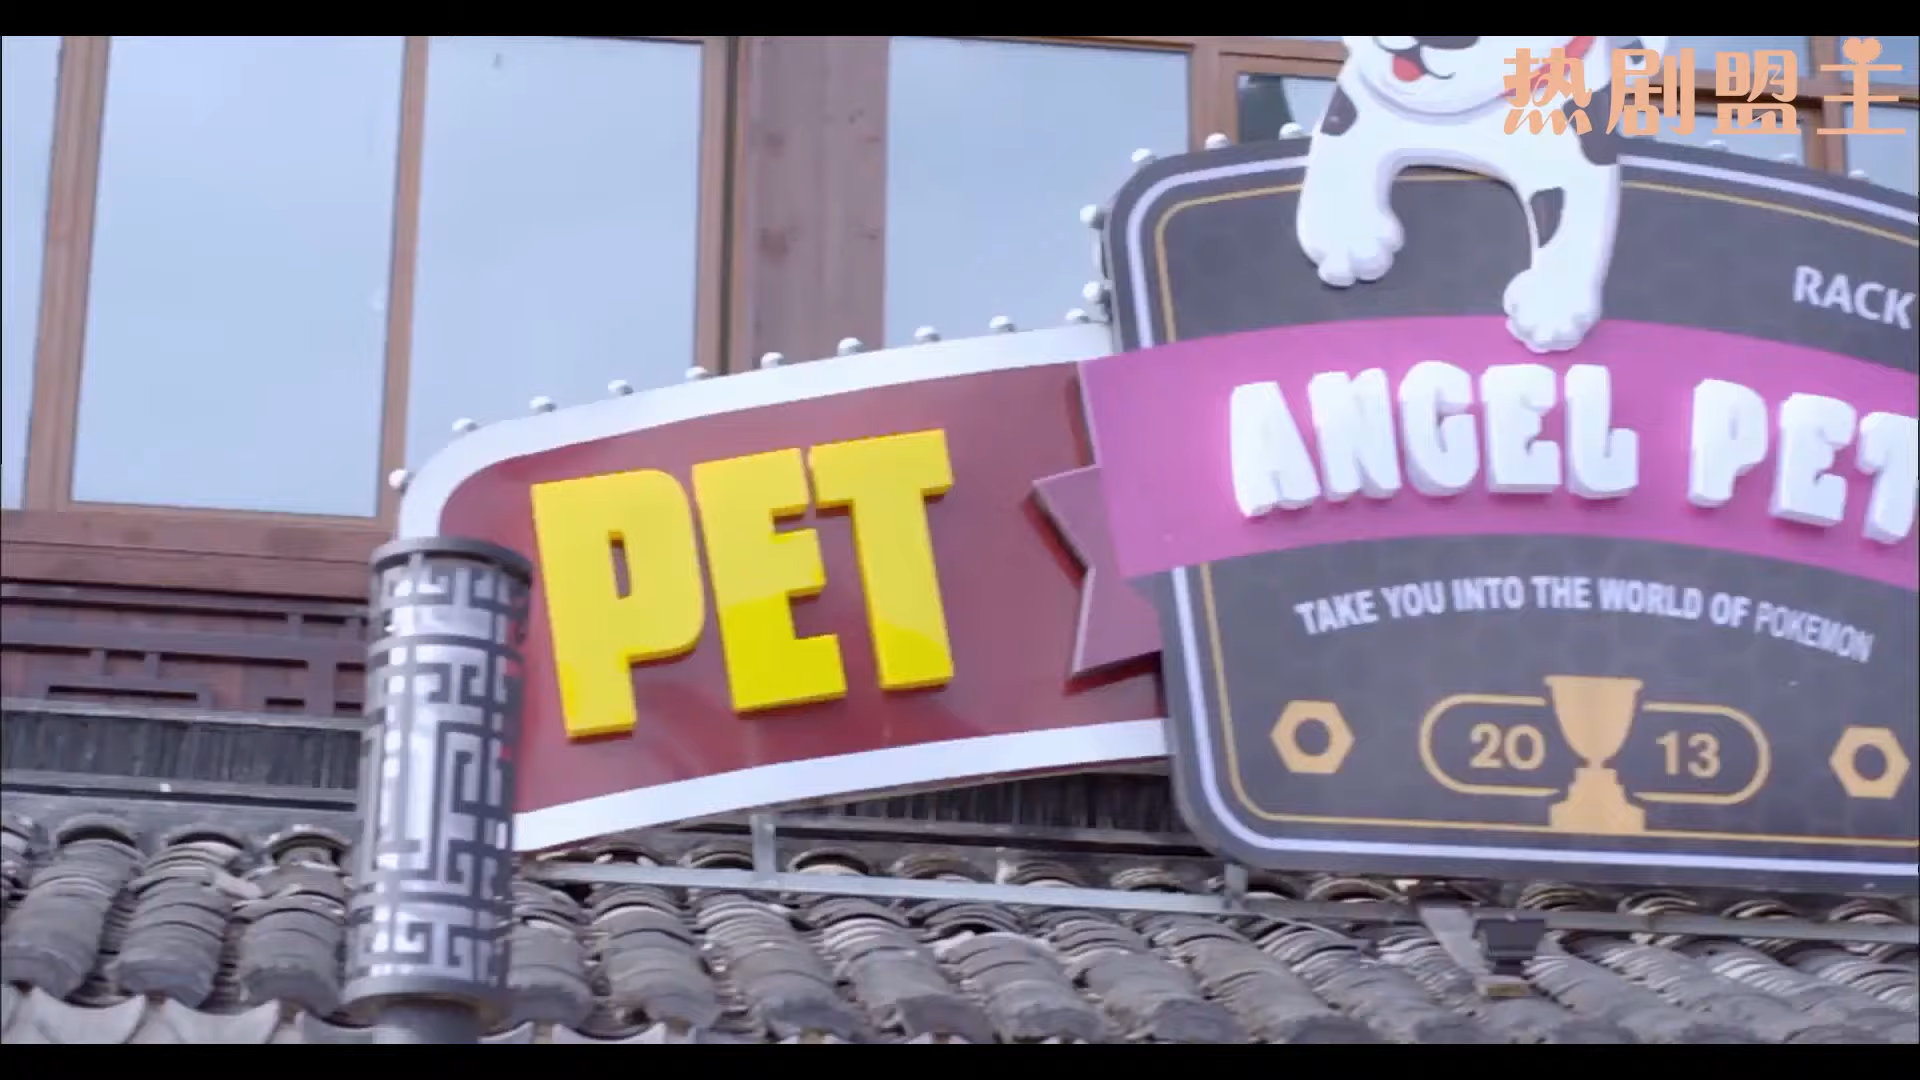 热剧盟主
RACK
PET
ANGEL PET
TAKE YOU INTO THE WORLD OF POKEMON
20 13